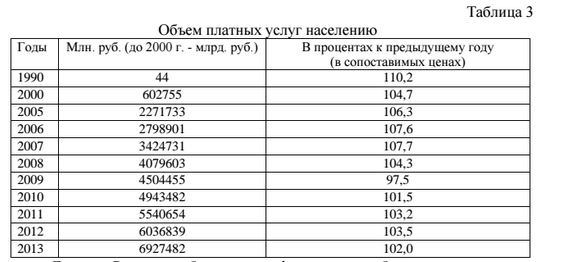 Таблица 3
Объем платных услуг населению
Годы Млн. руб. (до 2000 г. - млрд. руб.) В процентах к предыдущему году
(в сопоставимых ценах)
1990 44 110,2
2000 602755 104,7
2005 2271733 106,3
2006 2798901 107,6
2007 3424731 107,7
2008 4079603 104,3
2009 4504455 97,5
2010 4943482 101,5
2011 5540654 103,2
2012 6036839 103,5
2013 6927482 102,0